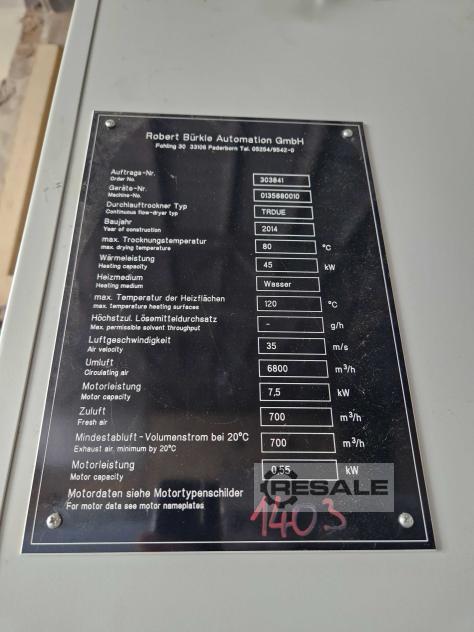 Robert Bürkle Automation GmbH
Fohling 30 33106 Paderborn Tel. 05254/9542-0
Auftrags-Nr. 303841
Order No.
Geräte-Nr. 0135680010
Machine-No.
Durchlauftrockner Typ TRDUE
Continuous flow-dryer typ
Baujahr 2014
Year of construction
max. Trocknungstemperatur 80 °C
max. drying temperature
Wärmeleistung 45 kW
Heating capacity
Heizmedium Wasser
Heating medium
max. Temperatur der Heizflächen 120 °C
max. temperature heating surfaces
Höchstzul. Lösemitteldurchsatz - g/h
Max. permissible solvent throughput
Luftgeschwindigkeit 35 m/s
Air velocity
Umluft 6800 m³/h
Circulating air
Motorleistung 7,5 kW
Motor capacity
Zuluft 700 m³/h
Fresh air
Mindestabluft-Volumenstrom bei 20°C 700 m³/h
Exhaust air, minimum by 20°C
Motorleistung 0,55 kW
Motor capacity
Motordaten siehe Motortypenschilder
For motor data see motor nameplates
RESALE
1403